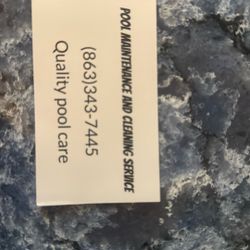 POOL MAINTENANCE AND CLEANING SERVICE
(863)343-7445
Quality pool care